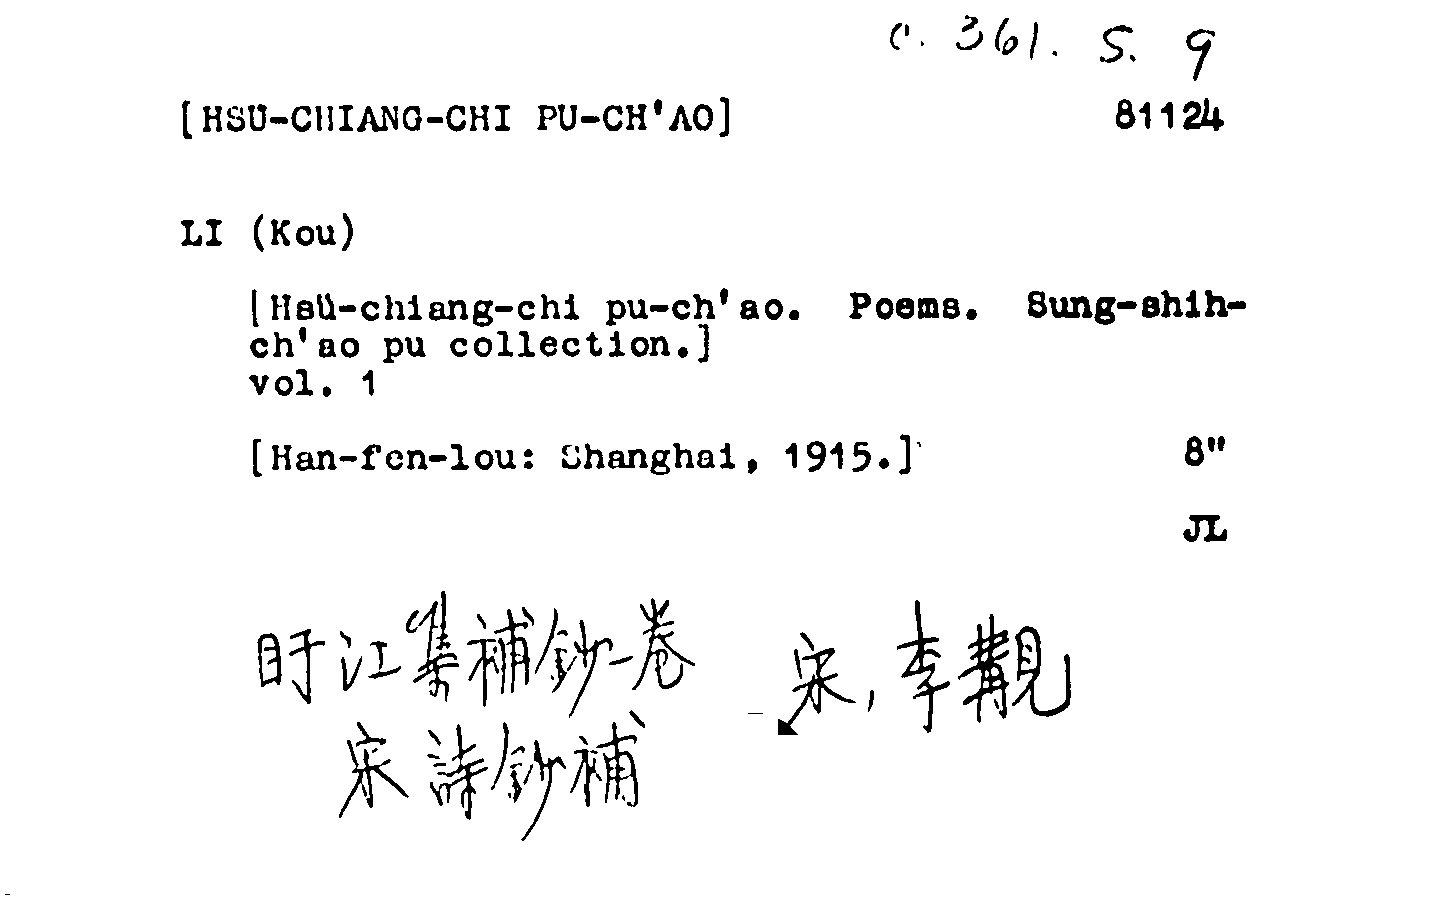 c. 361. s. 9
[HSÜ-CHIANG-CHI PU-CH'AO] 81124
LI (Kou)
[Hsü-chiang-chi pu-ch'ao. Poems. Sung-shih-
ch'ao pu collection.]
vol. 1
[Han-fen-lou: Shanghai, 1915.] 8"
JL
盱江集補鈔一卷 宋,李覯
宋詩鈔補